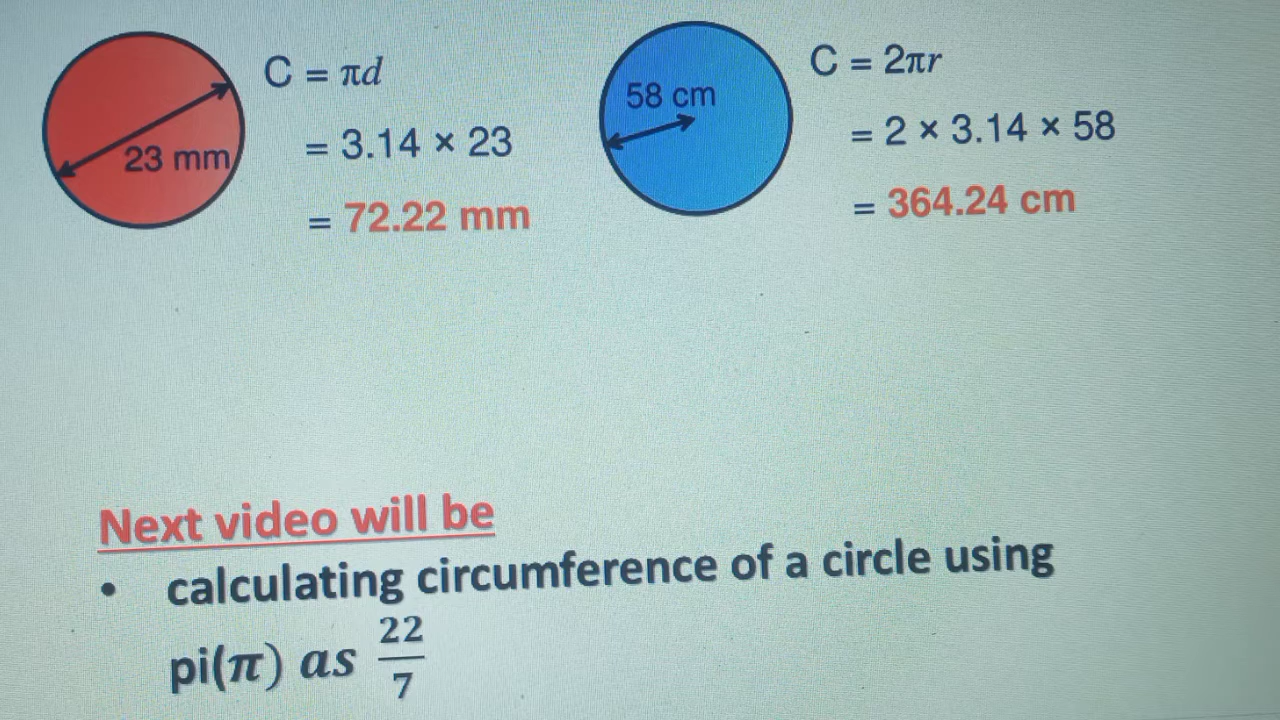 23 mm
C = πd
= 3.14 × 23
= 72.22 mm
58 cm
C = 2πr
= 2 × 3.14 × 58
= 364.24 cm
Next video will be
• calculating circumference of a circle using
pi(π) as 22/7